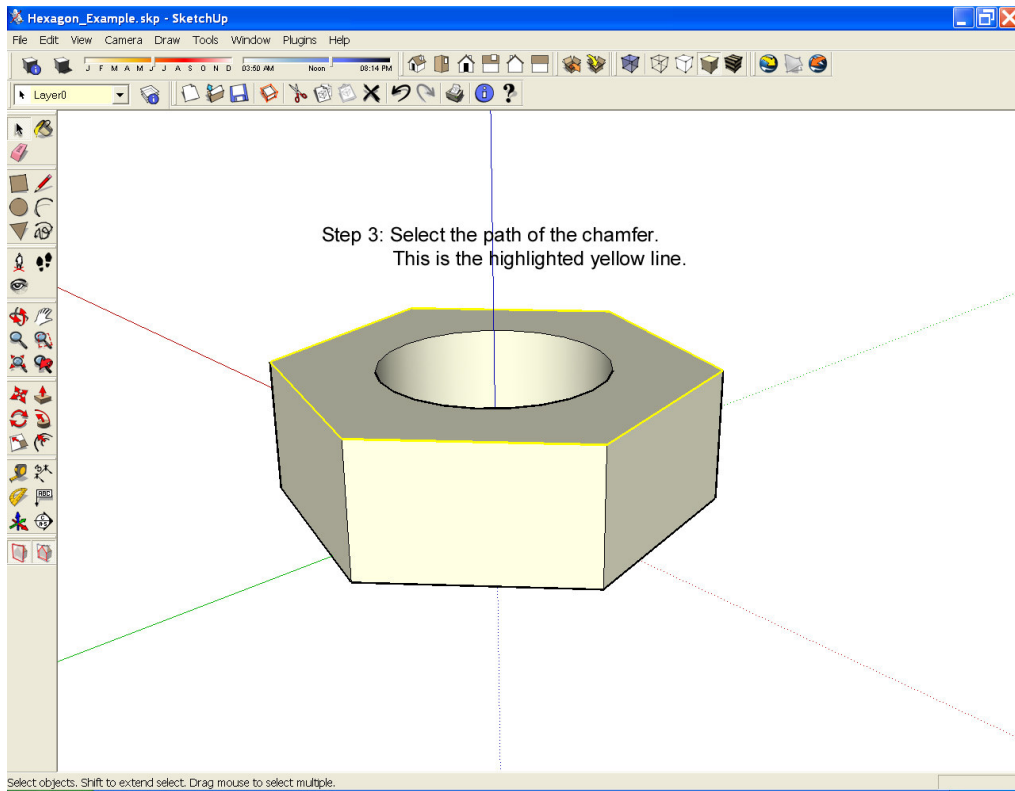 Hexagon_Example.skp - SketchUp
File Edit View Camera Draw Tools Window Plugins Help
J F M A M J J A S O N D 03:50 AM Noon 08:14 PM
Layer0
Step 3: Select the path of the chamfer.
This is the highlighted yellow line.
ABC
Select objects. Shift to extend select. Drag mouse to select multiple.